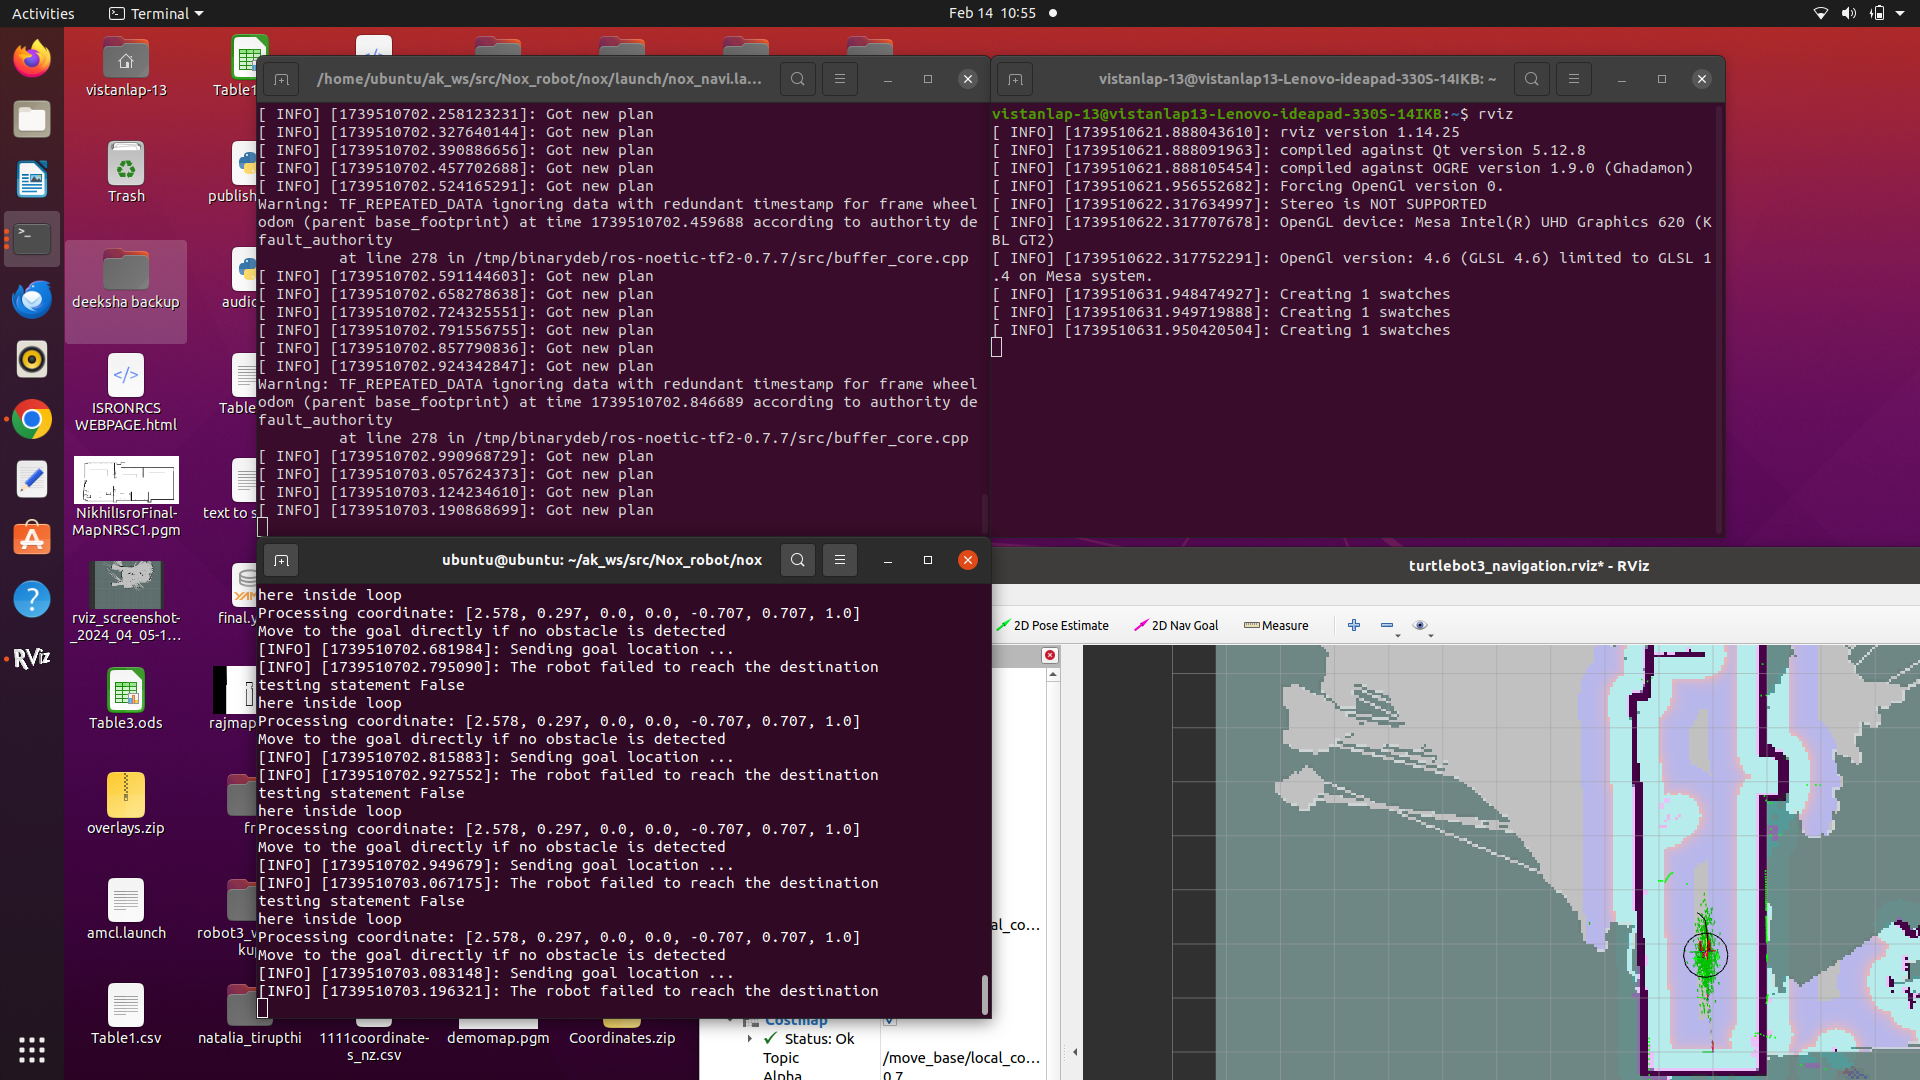 Activities
Terminal
Feb 14 10:55
vistanlap-13
Trash
deeksha backup
ISRONRCS
WEBPAGE.html
NikhilIsroFinal-
MapNRSC1.pgm
rviz_screenshot-
_2024_04_05-1...
Table3.ods
overlays.zip
amcl.launch
Table1.csv
Table1
publish
audio
Table
text to s
final.y
rajmap
fr
robot3_v
kup
natalia_tirupthi
1111coordinate-
s_nz.csv
demomap.pgm
Coordinates.zip
RViz
/home/ubuntu/ak_ws/src/Nox_robot/nox/launch/nox_navi.la...
[ INFO] [1739510702.258123231]: Got new plan
[ INFO] [1739510702.327640144]: Got new plan
[ INFO] [1739510702.390886656]: Got new plan
[ INFO] [1739510702.457702688]: Got new plan
[ INFO] [1739510702.524165291]: Got new plan
Warning: TF_REPEATED_DATA ignoring data with redundant timestamp for frame wheel
odom (parent base_footprint) at time 1739510702.459688 according to authority de
fault_authority
at line 278 in /tmp/binarydeb/ros-noetic-tf2-0.7.7/src/buffer_core.cpp
[ INFO] [1739510702.591144603]: Got new plan
[ INFO] [1739510702.658278638]: Got new plan
[ INFO] [1739510702.724325551]: Got new plan
[ INFO] [1739510702.791556755]: Got new plan
[ INFO] [1739510702.857790836]: Got new plan
[ INFO] [1739510702.924342847]: Got new plan
Warning: TF_REPEATED_DATA ignoring data with redundant timestamp for frame wheel
odom (parent base_footprint) at time 1739510702.846689 according to authority de
fault_authority
at line 278 in /tmp/binarydeb/ros-noetic-tf2-0.7.7/src/buffer_core.cpp
[ INFO] [1739510702.990968729]: Got new plan
[ INFO] [1739510703.057624373]: Got new plan
[ INFO] [1739510703.124234610]: Got new plan
[ INFO] [1739510703.190868699]: Got new plan
vistanlap-13@vistanlap13-Lenovo-ideapad-330S-14IKB: ~
vistanlap-13@vistanlap13-Lenovo-ideapad-330S-14IKB:~$ rviz
[ INFO] [1739510621.888043610]: rviz version 1.14.25
[ INFO] [1739510621.888091963]: compiled against Qt version 5.12.8
[ INFO] [1739510621.888105454]: compiled against OGRE version 1.9.0 (Ghadamon)
[ INFO] [1739510621.956552682]: Forcing OpenGl version 0.
[ INFO] [1739510622.317634997]: Stereo is NOT SUPPORTED
[ INFO] [1739510622.317707678]: OpenGL device: Mesa Intel(R) UHD Graphics 620 (K
BL GT2)
[ INFO] [1739510622.317752291]: OpenGl version: 4.6 (GLSL 4.6) limited to GLSL 1
.4 on Mesa system.
[ INFO] [1739510631.948474927]: Creating 1 swatches
[ INFO] [1739510631.949719888]: Creating 1 swatches
[ INFO] [1739510631.950420504]: Creating 1 swatches
ubuntu@ubuntu: ~/ak_ws/src/Nox_robot/nox
here inside loop
Processing coordinate: [2.578, 0.297, 0.0, 0.0, -0.707, 0.707, 1.0]
Move to the goal directly if no obstacle is detected
[INFO] [1739510702.681984]: Sending goal location ...
[INFO] [1739510702.795090]: The robot failed to reach the destination
testing statement False
here inside loop
Processing coordinate: [2.578, 0.297, 0.0, 0.0, -0.707, 0.707, 1.0]
Move to the goal directly if no obstacle is detected
[INFO] [1739510702.815883]: Sending goal location ...
[INFO] [1739510702.927552]: The robot failed to reach the destination
testing statement False
here inside loop
Processing coordinate: [2.578, 0.297, 0.0, 0.0, -0.707, 0.707, 1.0]
Move to the goal directly if no obstacle is detected
[INFO] [1739510702.949679]: Sending goal location ...
[INFO] [1739510703.067175]: The robot failed to reach the destination
testing statement False
here inside loop
Processing coordinate: [2.578, 0.297, 0.0, 0.0, -0.707, 0.707, 1.0]
Move to the goal directly if no obstacle is detected
[INFO] [1739510703.083148]: Sending goal location ...
[INFO] [1739510703.196321]: The robot failed to reach the destination
turtlebot3_navigation.rviz* - RViz
2D Pose Estimate
2D Nav Goal
Measure
al_co...
Costmap
Status: Ok
Topic
/move_base/local_co...
Alpha
0.7